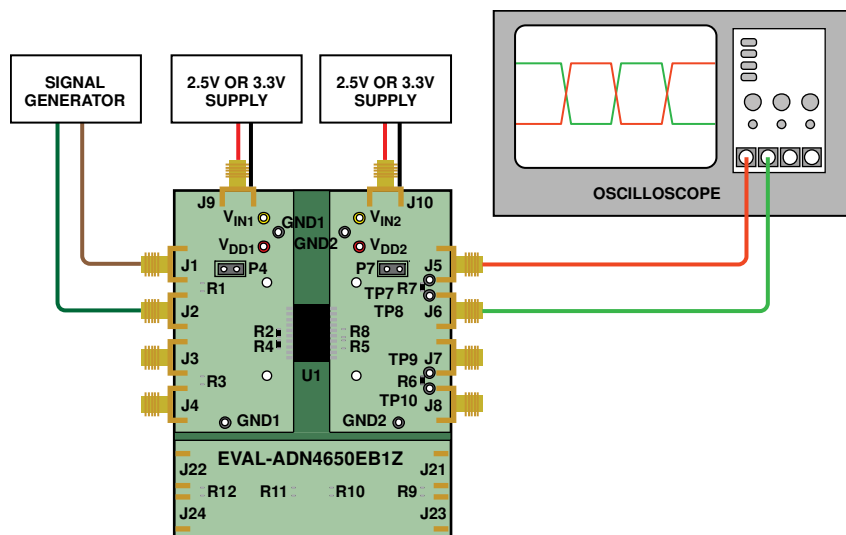 SIGNAL
GENERATOR
2.5V OR 3.3V
SUPPLY
2.5V OR 3.3V
SUPPLY
OSCILLOSCOPE
J9
J10
VIN1
GND1
VIN2
GND2
VDD1
VDD2
J1
P4
P7
J5
R1
R7
TP7
J2
TP8
J6
R2
R8
R4
R5
J3
U1
TP9
J7
R3
R6
J4
TP10
J8
GND1
GND2
EVAL-ADN4650EB1Z
J22
J21
R12
R11
R10
R9
J24
J23